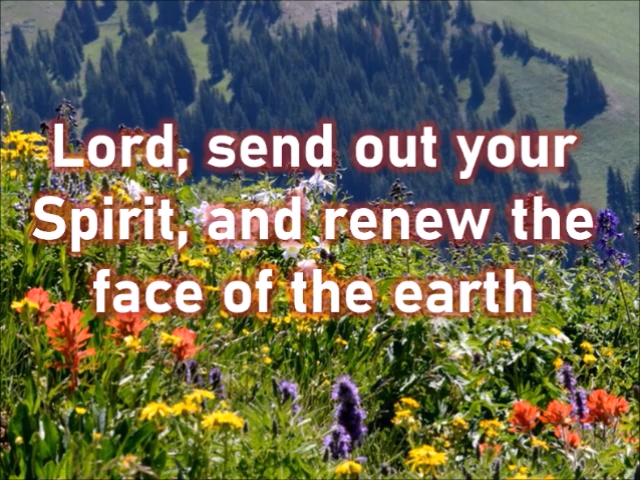 Lord, send out your
Spirit, and renew the
face of the earth